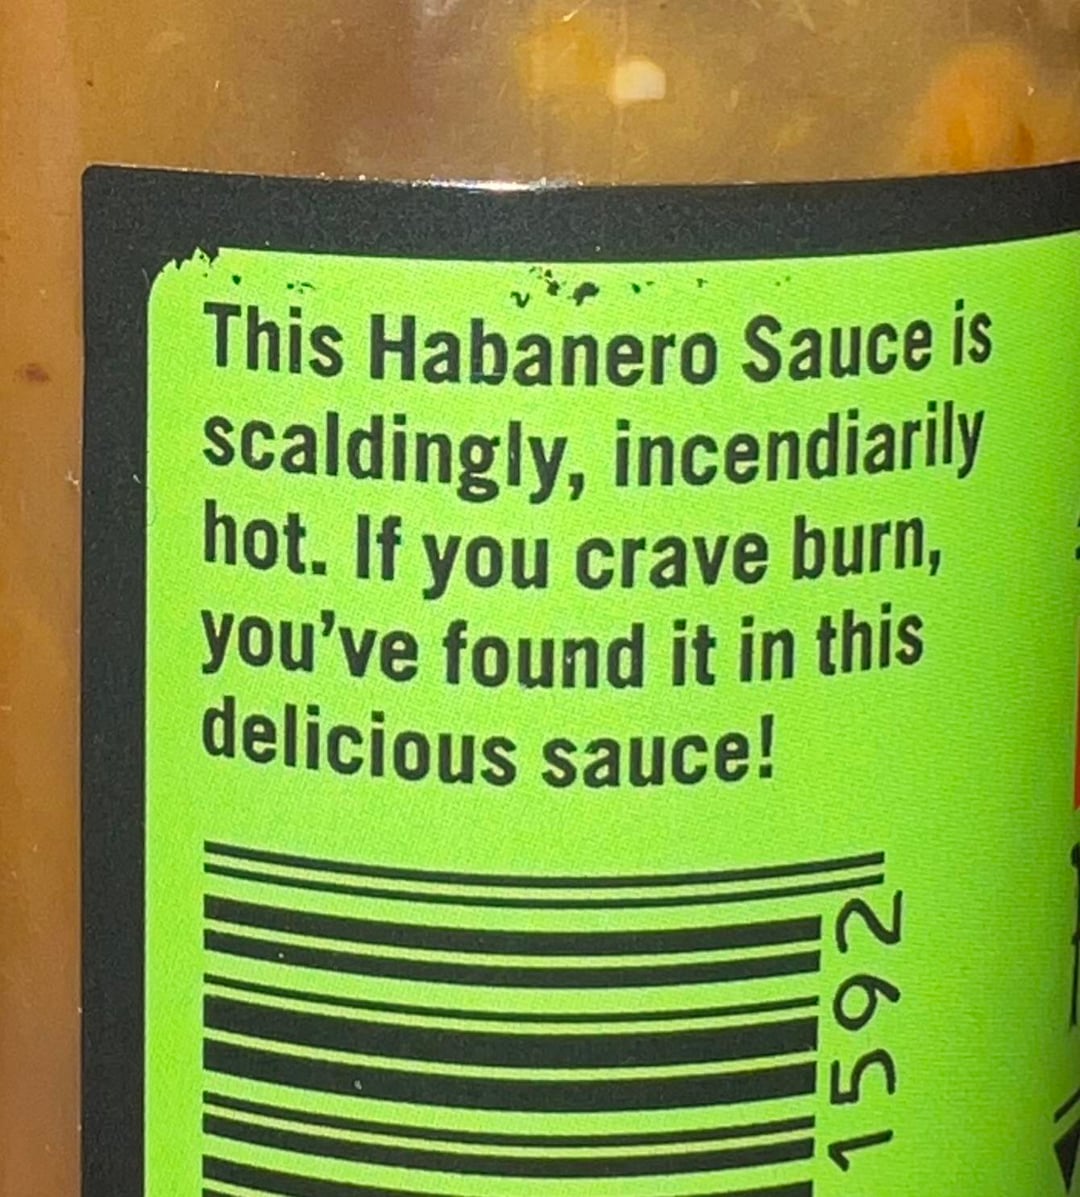 This Habanero Sauce is
scaldingly, incendiarily
hot. If you crave burn,
you've found it in this
delicious sauce!
1592